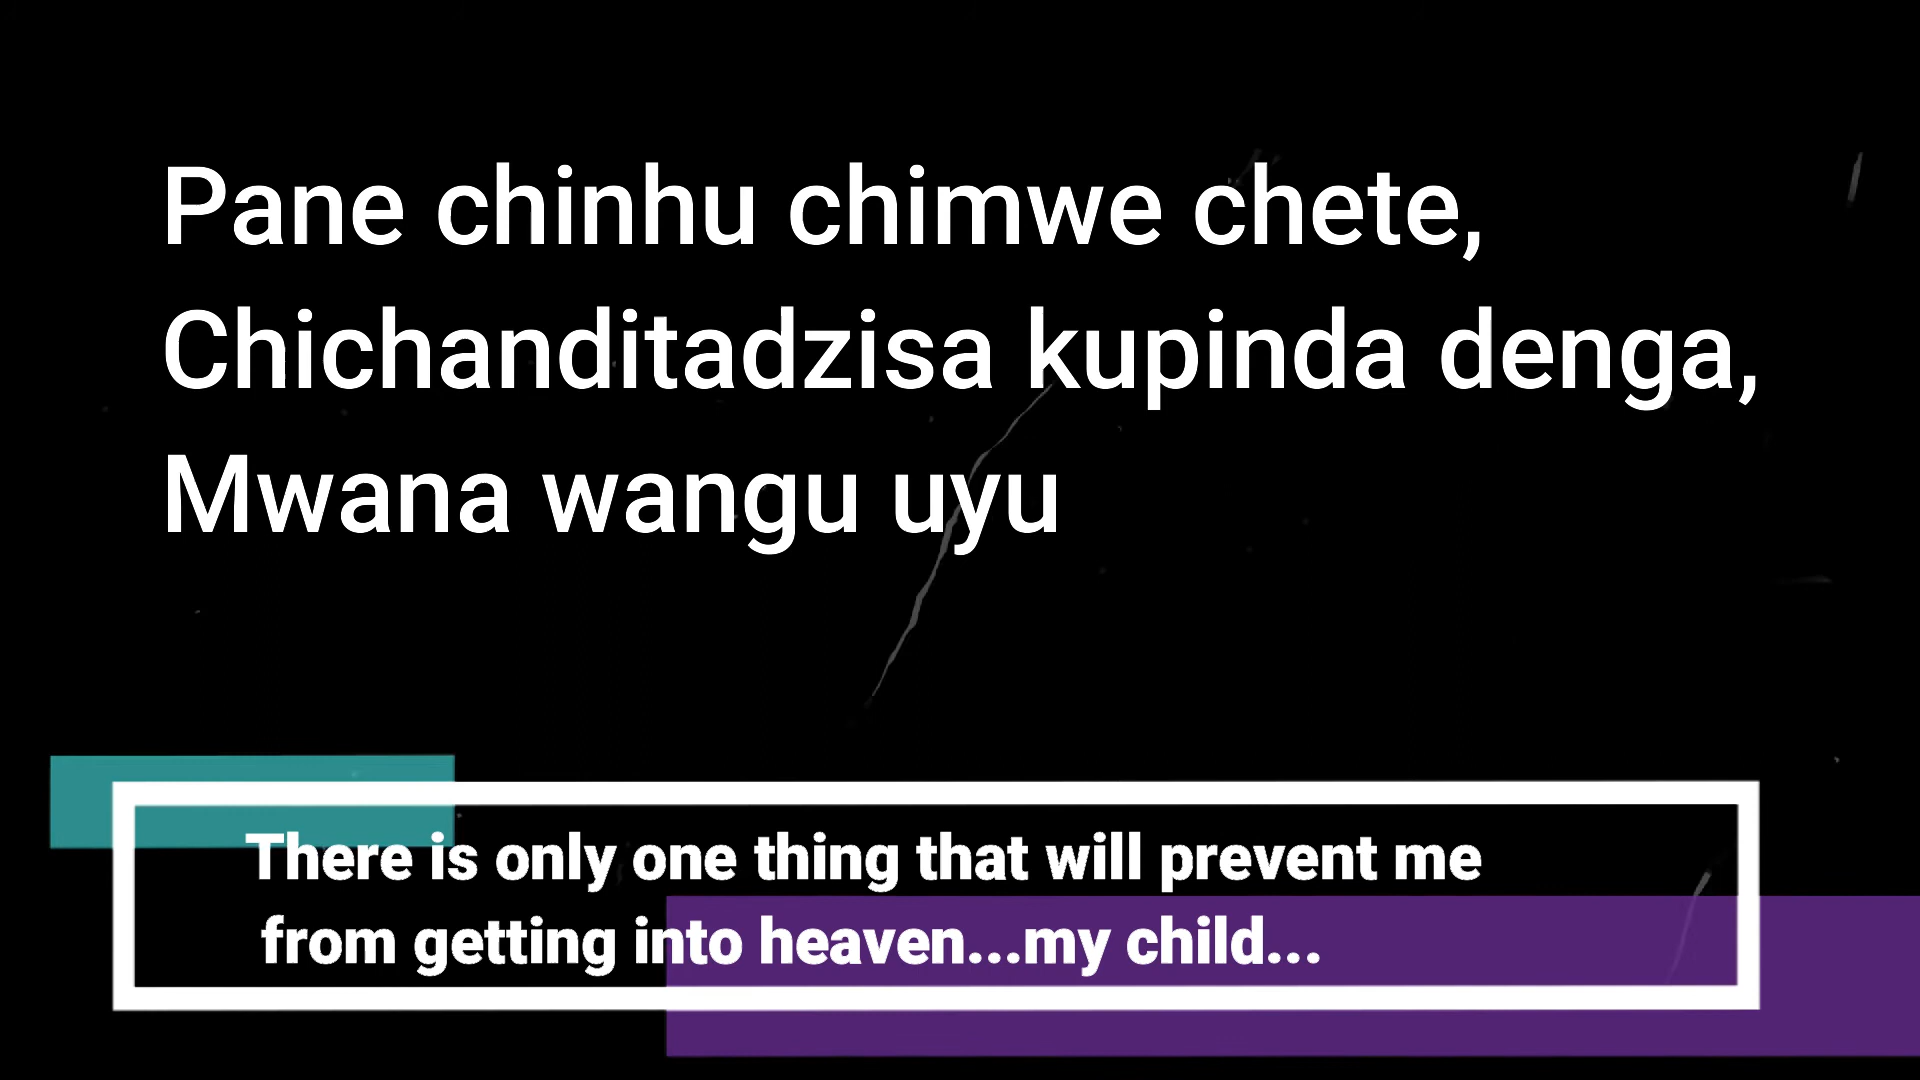 Pane chinhu chimwe chete,
Chichanditadzisa kupinda denga,
Mwana wangu uyu
There is only one thing that will prevent me
from getting into heaven...my child...